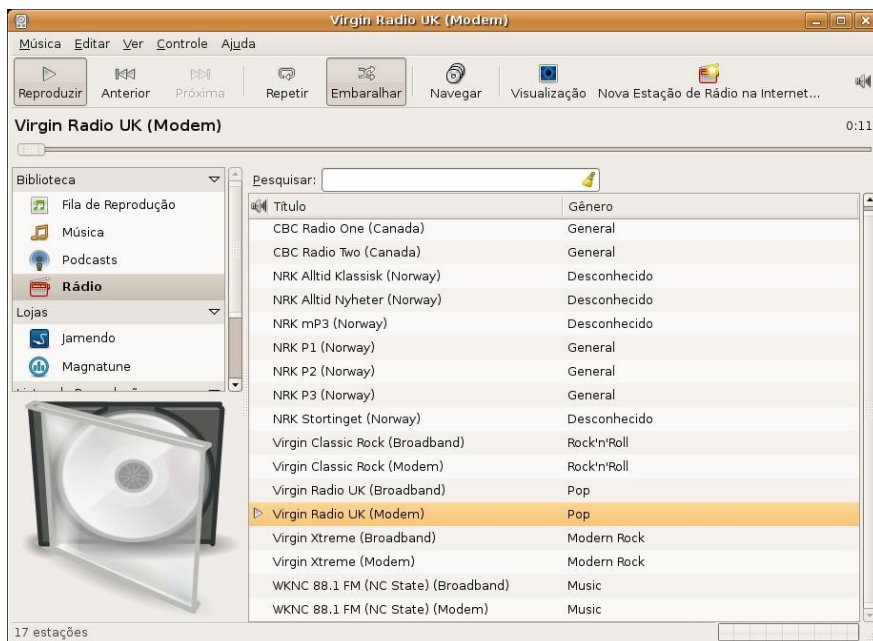 Virgin Radio UK (Modem)
Música Editar Ver Controle Ajuda
Reproduzir Anterior Próxima Repetir Embaralhar Navegar Visualização Nova Estação de Rádio na Internet...
Virgin Radio UK (Modem) 0:11
Biblioteca
Fila de Reprodução
Música
Podcasts
Rádio
Lojas
Jamendo
Magnatune
Pesquisar:
Título Gênero
CBC Radio One (Canada) General
CBC Radio Two (Canada) General
NRK Alltid Klassisk (Norway) Desconhecido
NRK Alltid Nyheter (Norway) Desconhecido
NRK mP3 (Norway) Desconhecido
NRK P1 (Norway) General
NRK P2 (Norway) General
NRK P3 (Norway) General
NRK Stortinget (Norway) Desconhecido
Virgin Classic Rock (Broadband) Rock'n'Roll
Virgin Classic Rock (Modem) Rock'n'Roll
Virgin Radio UK (Broadband) Pop
Virgin Radio UK (Modem) Pop
Virgin Xtreme (Broadband) Modern Rock
Virgin Xtreme (Modem) Modern Rock
WKNC 88.1 FM (NC State) (Broadband) Music
WKNC 88.1 FM (NC State) (Modem) Music
17 estações